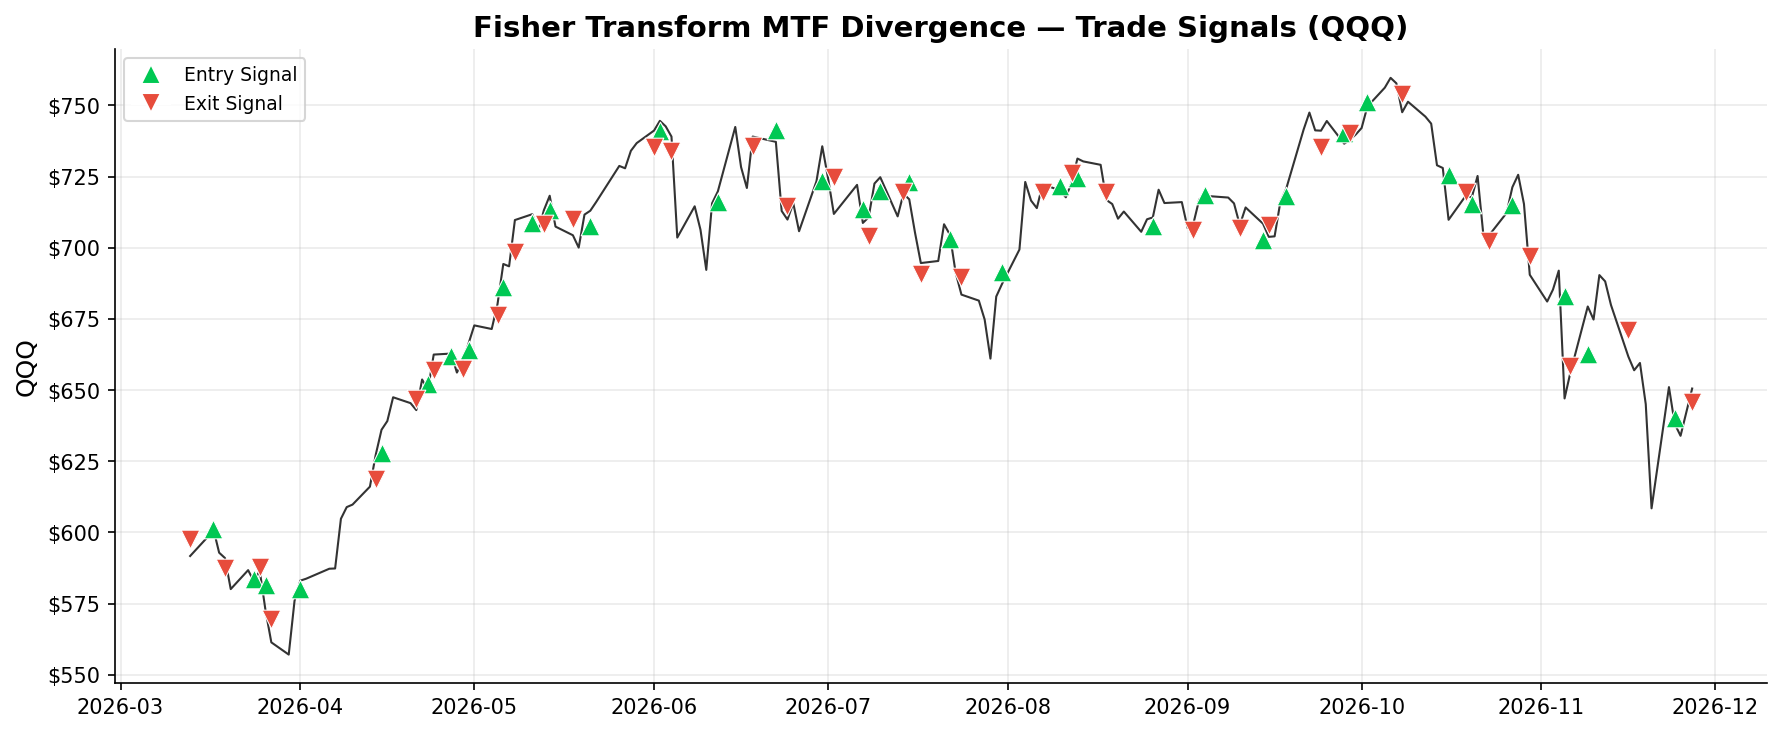 Fisher Transform MTF Divergence — Trade Signals (QQQ)
Entry Signal
Exit Signal
QQQ
$750
$725
$700
$675
$650
$625
$600
$575
$550
2026-03 2026-04 2026-05 2026-06 2026-07 2026-08 2026-09 2026-10 2026-11 2026-12